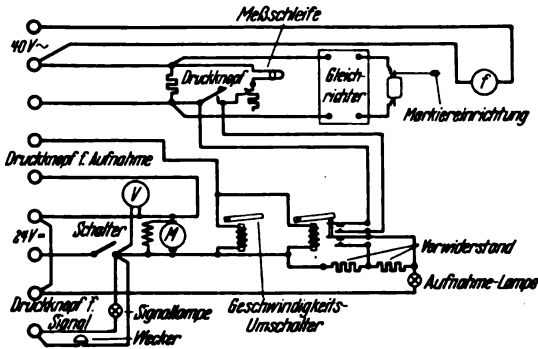 Meßschleife
40V~
Druckknopf
Gleich-
richter
f
Markiereinrichtung
Druckknopf f. Aufnahme
V
Schalter
24V=
M
Vorwiderstand
Aufnahme-Lampe
Druckknopf f.
Signal
Signallampe
Geschwindigkeits-
Umschalter
Wecker